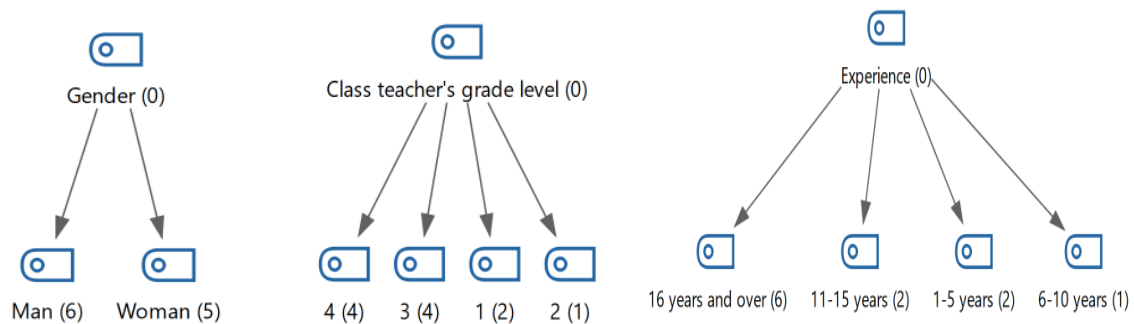 Gender (0)
Man (6)
Woman (5)
Class teacher's grade level (0)
4 (4)
3 (4)
1 (2)
2 (1)
Experience (0)
16 years and over (6)
11-15 years (2)
1-5 years (2)
6-10 years (1)